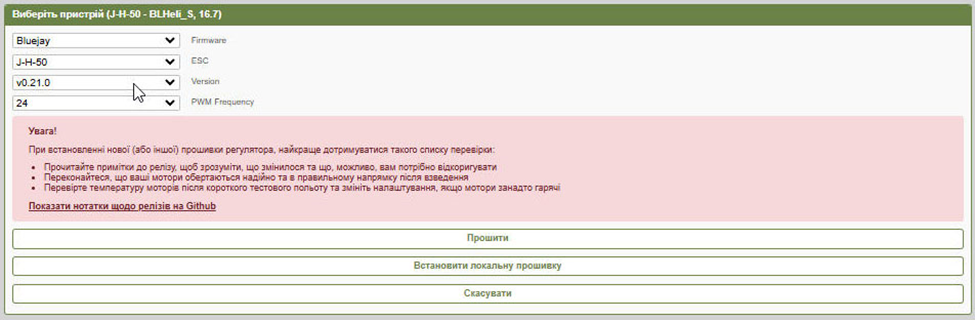 Виберіть пристрій (J-H-50 - BLHeli_S, 16.7)
Bluejay Firmware
J-H-50 ESC
v0.21.0 Version
24 PWM Frequency
Увага!
При встановленні нової (або іншої) прошивки регулятора, найкраще дотримуватися такого списку перевірки:
Прочитайте примітки до релізу, щоб зрозуміти, що змінилося та що, можливо, вам потрібно відкоригувати
Переконайтеся, що ваші мотори обертаються надійно та в правильному напрямку після взведення
Перевірте температуру моторів після короткого тестового польоту та змініть налаштування, якщо мотори занадто гарячі
Показати нотатки щодо релізів на Github
Прошити
Встановити локальну прошивку
Скасувати